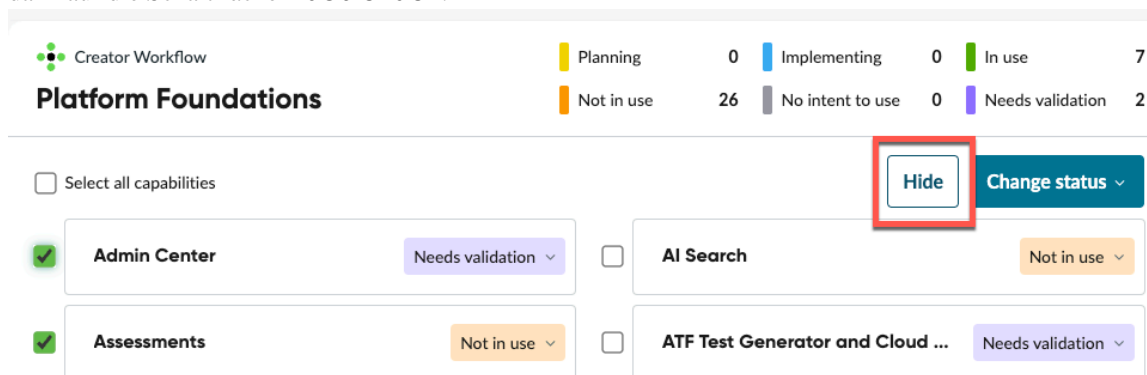 Creator Workflow
Platform Foundations
Planning 0
Implementing 0
In use 7
Not in use 26
No intent to use 0
Needs validation 2
Select all capabilities
Hide
Change status
Admin Center
Needs validation
AI Search
Not in use
Assessments
Not in use
ATF Test Generator and Cloud ...
Needs validation